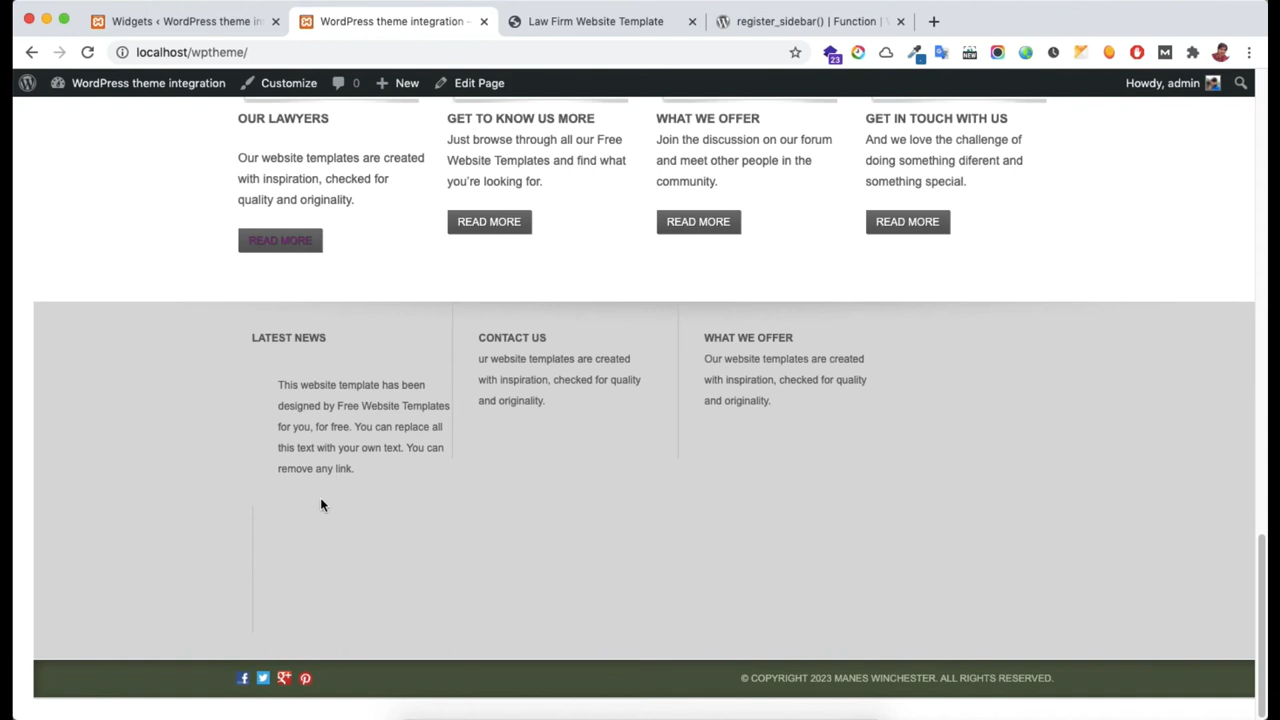 Widgets ‹ WordPress theme in
WordPress theme integration –
Law Firm Website Template
register_sidebar() | Function |
localhost/wptheme/
23
NEW
WordPress theme integration
Customize
0
New
Edit Page
Howdy, admin
OUR LAWYERS
Our website templates are created
with inspiration, checked for
quality and originality.
READ MORE
GET TO KNOW US MORE
Just browse through all our Free
Website Templates and find what
you're looking for.
READ MORE
WHAT WE OFFER
Join the discussion on our forum
and meet other people in the
community.
READ MORE
GET IN TOUCH WITH US
And we love the challenge of
doing something diferent and
something special.
READ MORE
LATEST NEWS
This website template has been
designed by Free Website Templates
for you, for free. You can replace all
this text with your own text. You can
remove any link.
CONTACT US
ur website templates are created
with inspiration, checked for quality
and originality.
WHAT WE OFFER
Our website templates are created
with inspiration, checked for quality
and originality.
© COPYRIGHT 2023 MANES WINCHESTER. ALL RIGHTS RESERVED.